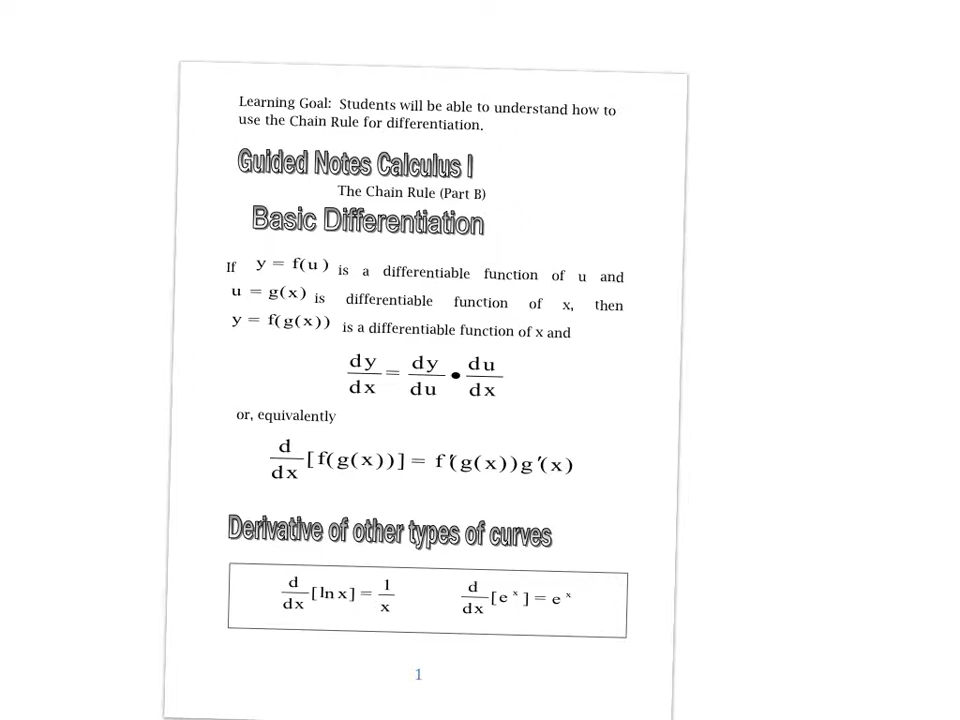 Learning Goal: Students will be able to understand how to
use the Chain Rule for differentiation.
Guided Notes Calculus I
The Chain Rule (Part B)
Basic Differentiation
If y = f(u) is a differentiable function of u and
u = g(x) is differentiable function of x, then
y = f(g(x)) is a differentiable function of x and
dy/dx = dy/du • du/dx
or, equivalently
d/dx [f(g(x))] = f'(g(x))g'(x)
Derivative of other types of curves
d/dx [ln x] = 1/x d/dx [e^x] = e^x
1